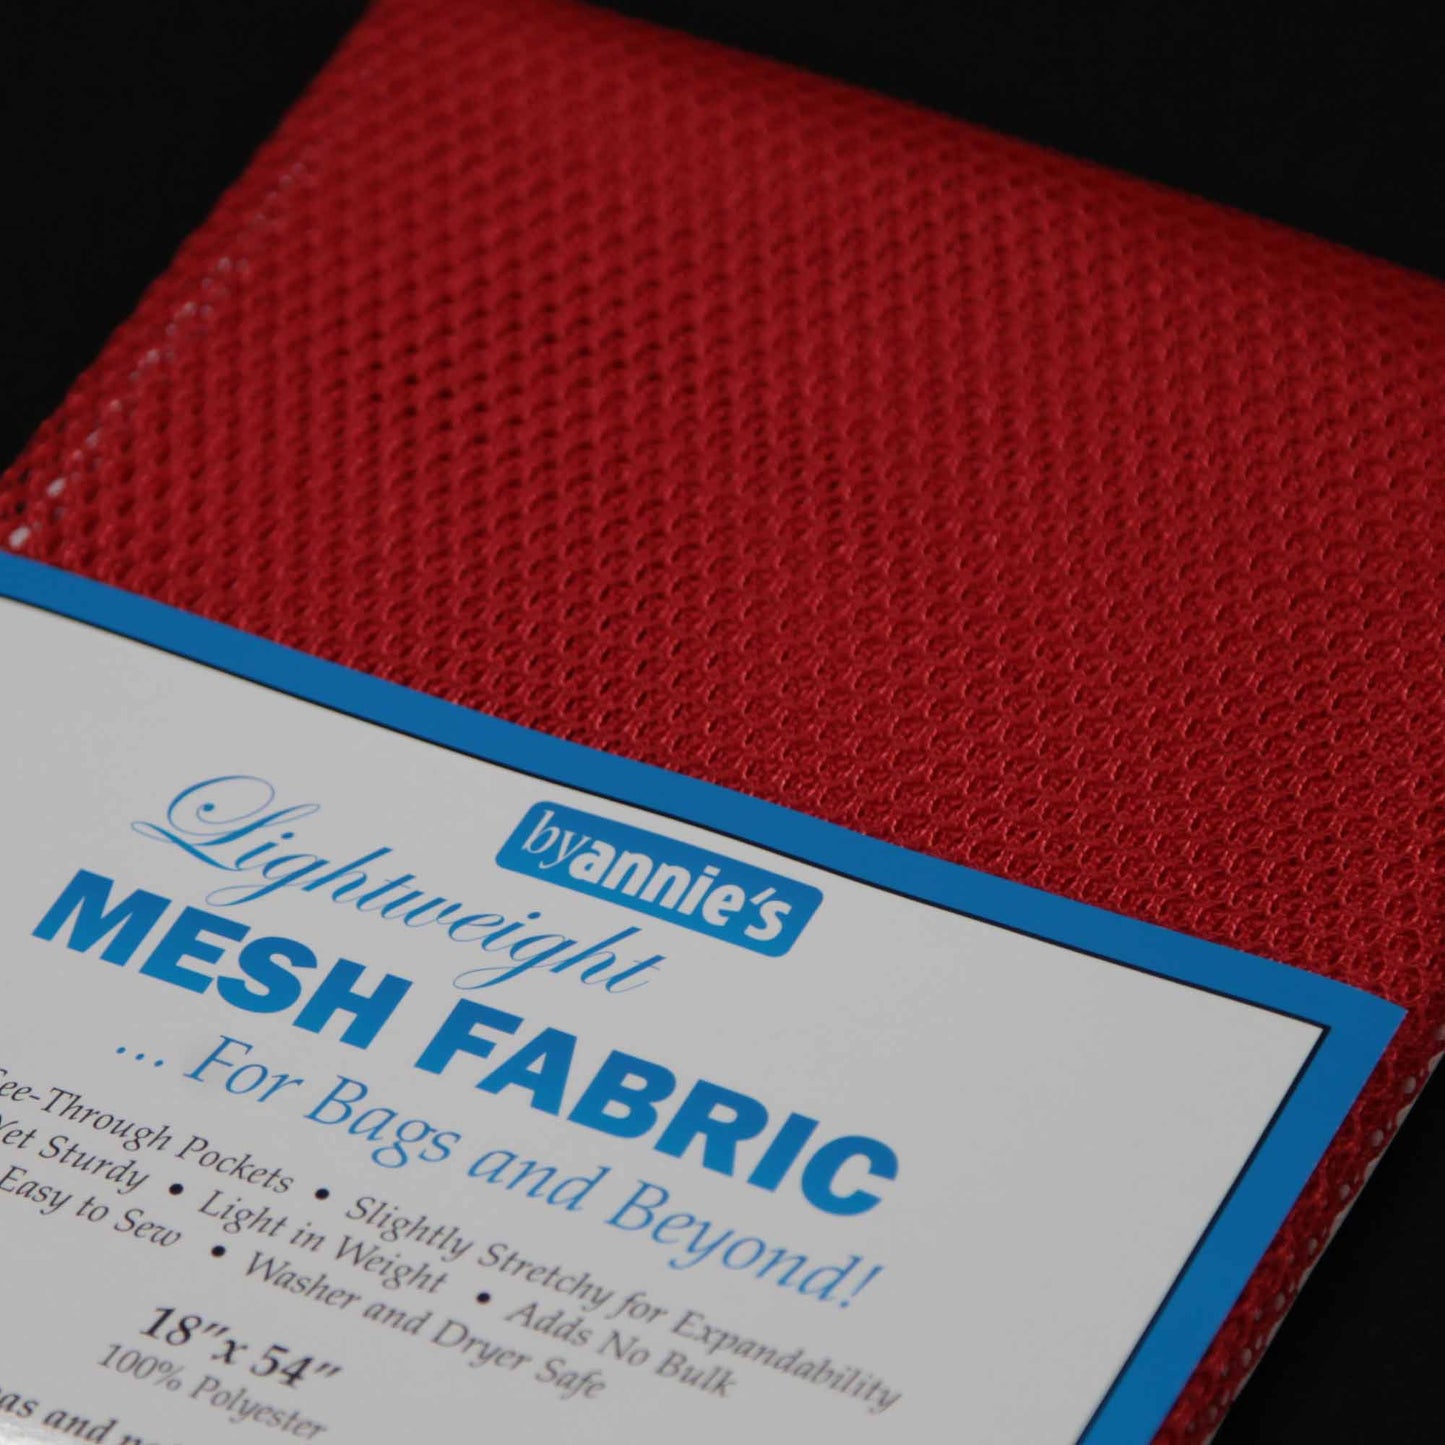 byannie's
Lightweight
MESH FABRIC
... For Bags and Beyond!
See-Through Pockets • Slightly Stretchy for Expandability
Yet Sturdy • Light in Weight • Adds No Bulk
Easy to Sew • Washer and Dryer Safe
18"x 54"
100% Polyester
and